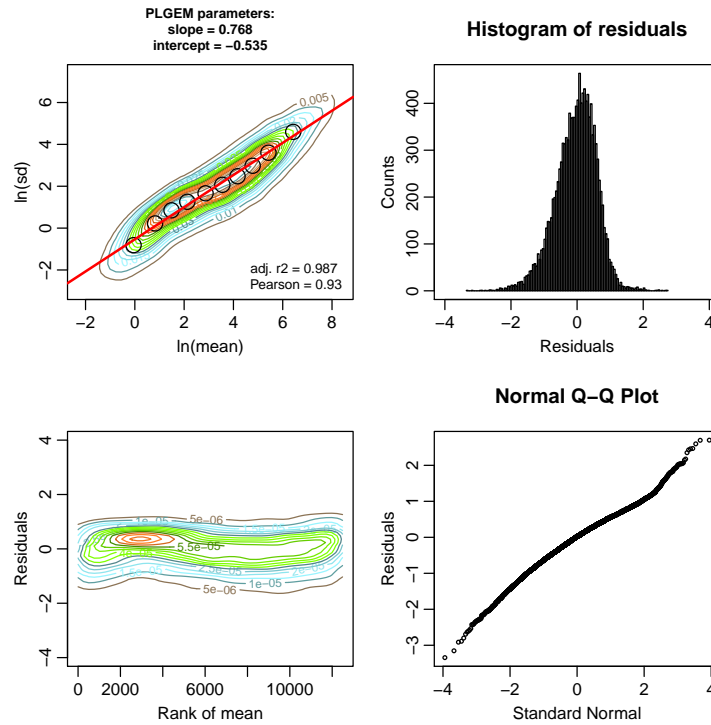 PLGEM parameters:
slope = 0.768
intercept = −0.535
ln(sd)
6
4
2
0
−2
0.005
0.01
0.03
adj. r2 = 0.987
Pearson = 0.93
−2 0 2 4 6 8
ln(mean)
Histogram of residuals
Counts
400
300
200
100
0
−4 −2 0 2 4
Residuals
Residuals
4
2
0
−2
−4
5e−06
5.5e−05
2.5e−05
1e−05
5e−06
0 2000 6000 10000
Rank of mean
Normal Q−Q Plot
Residuals
2
1
0
−1
−2
−3
−4 −2 0 2 4
Standard Normal